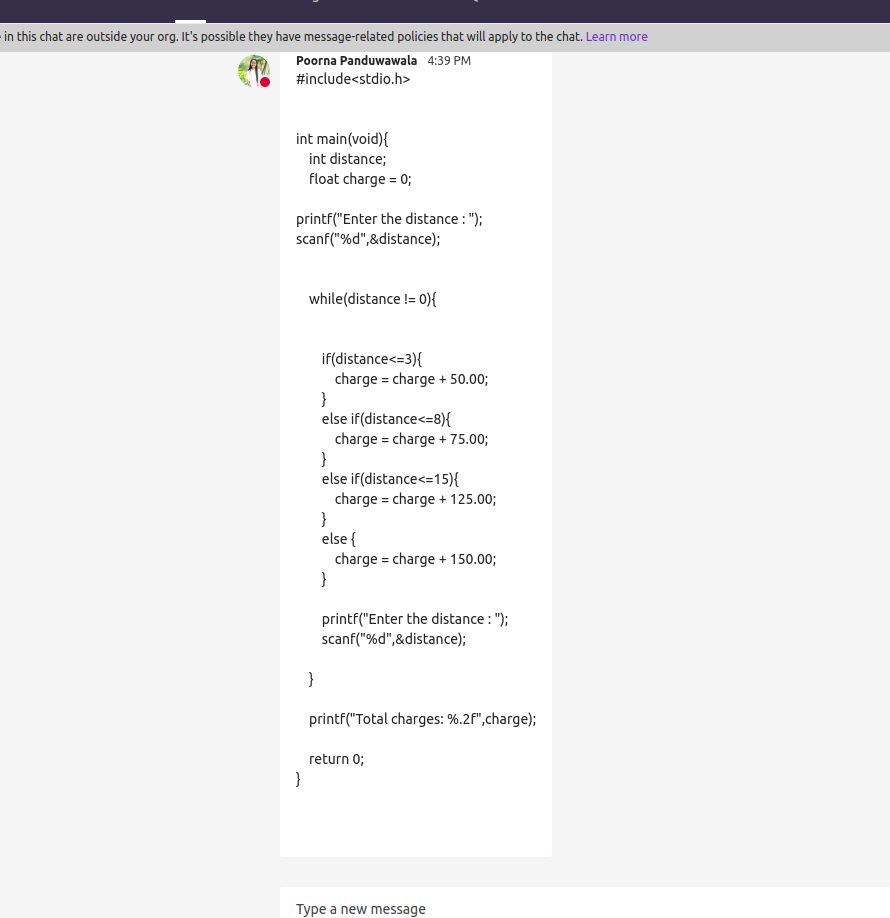 in this chat are outside your org. It's possible they have message-related policies that will apply to the chat. Learn more
Poorna Panduwawala 4:39 PM
#include<stdio.h>
int main(void){
int distance;
float charge = 0;
printf("Enter the distance : ");
scanf("%d",&distance);
while(distance != 0){
if(distance<=3){
charge = charge + 50.00;
}
else if(distance<=8){
charge = charge + 75.00;
}
else if(distance<=15){
charge = charge + 125.00;
}
else {
charge = charge + 150.00;
}
printf("Enter the distance : ");
scanf("%d",&distance);
}
printf("Total charges: %.2f",charge);
return 0;
}
Type a new message